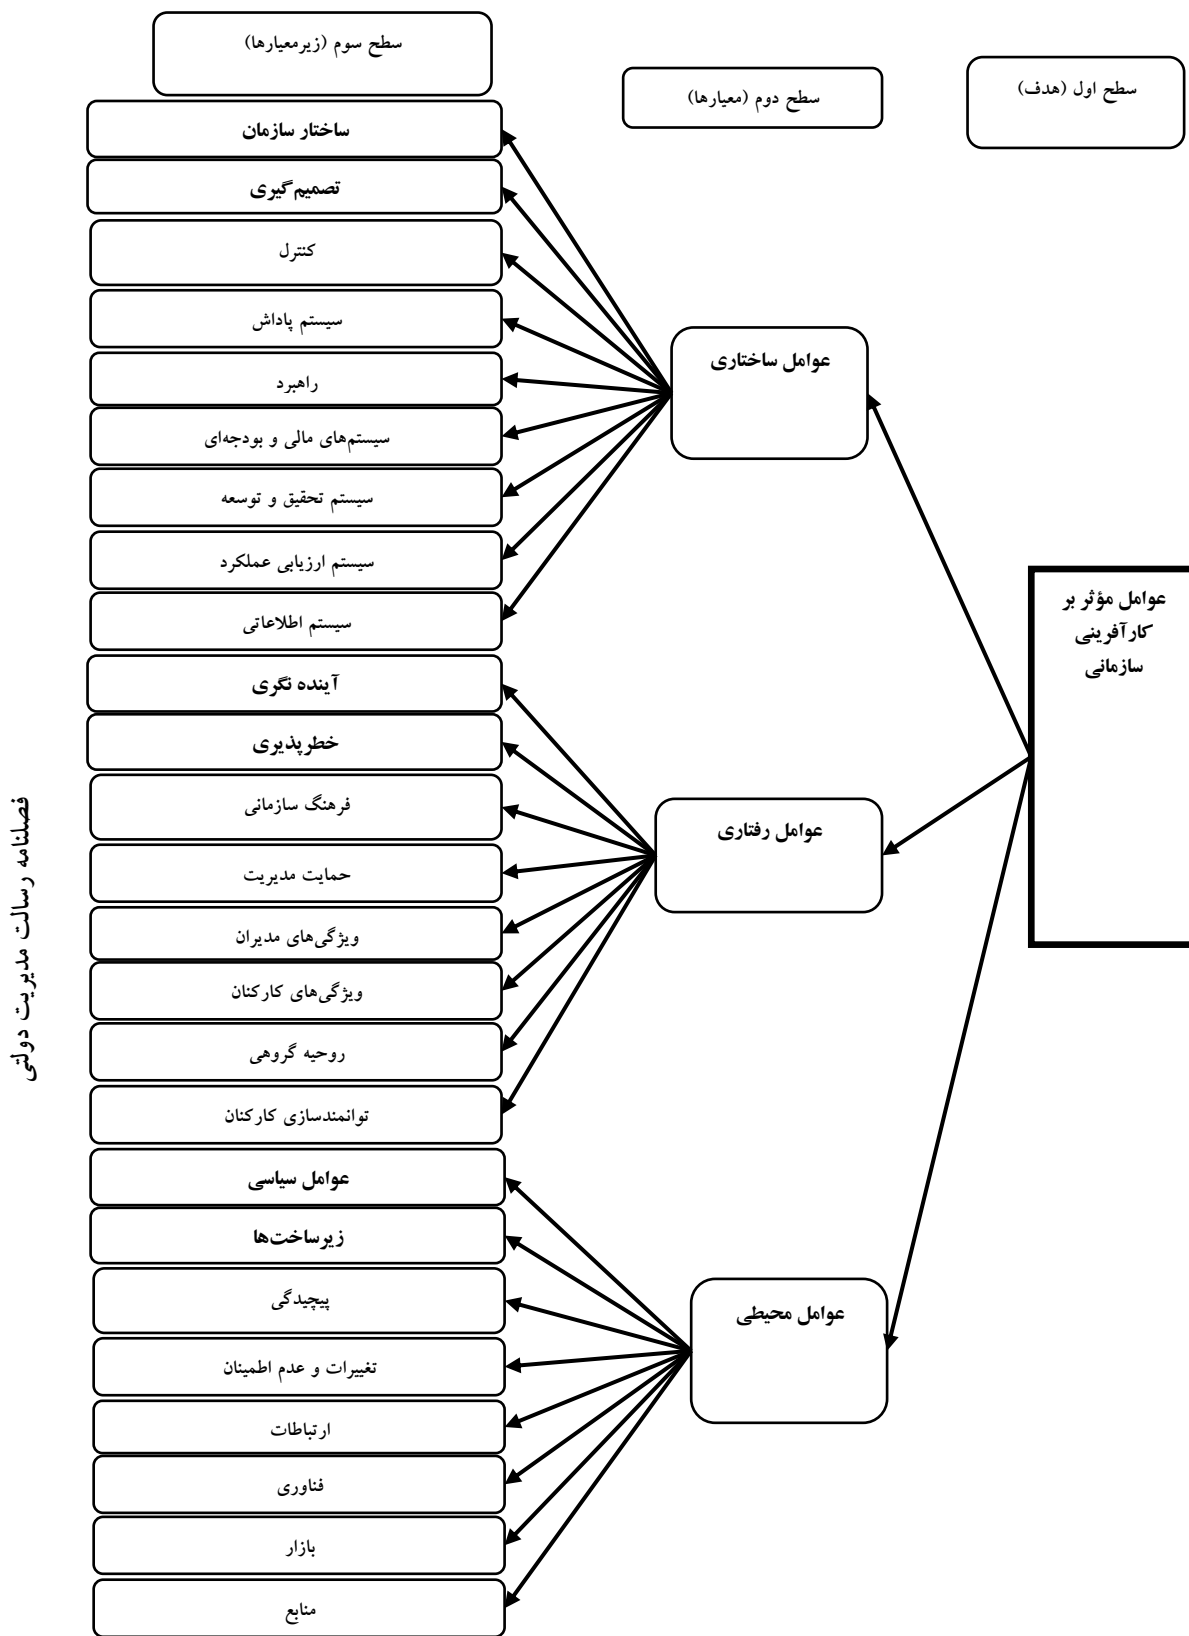 سطح اول (هدف)
سطح دوم (معیارها)
سطح سوم (زیرمعیارها)
عوامل مؤثر بر
کارآفرینی
سازمانی
عوامل ساختاری
ساختار سازمان
تصمیم‌گیری
کنترل
سیستم پاداش
راهبرد
سیستم‌های مالی و بودجه‌ای
سیستم تحقیق و توسعه
سیستم ارزیابی عملکرد
سیستم اطلاعاتی
عوامل رفتاری
آینده نگری
خطرپذیری
فرهنگ سازمانی
حمایت مدیریت
ویژگی‌های مدیران
ویژگی‌های کارکنان
روحیه گروهی
توانمندسازی کارکنان
عوامل محیطی
عوامل سیاسی
زیرساخت‌ها
پیچیدگی
تغییرات و عدم اطمینان
ارتباطات
فناوری
بازار
منابع
فصلنامه رسالت مدیریت دولتی